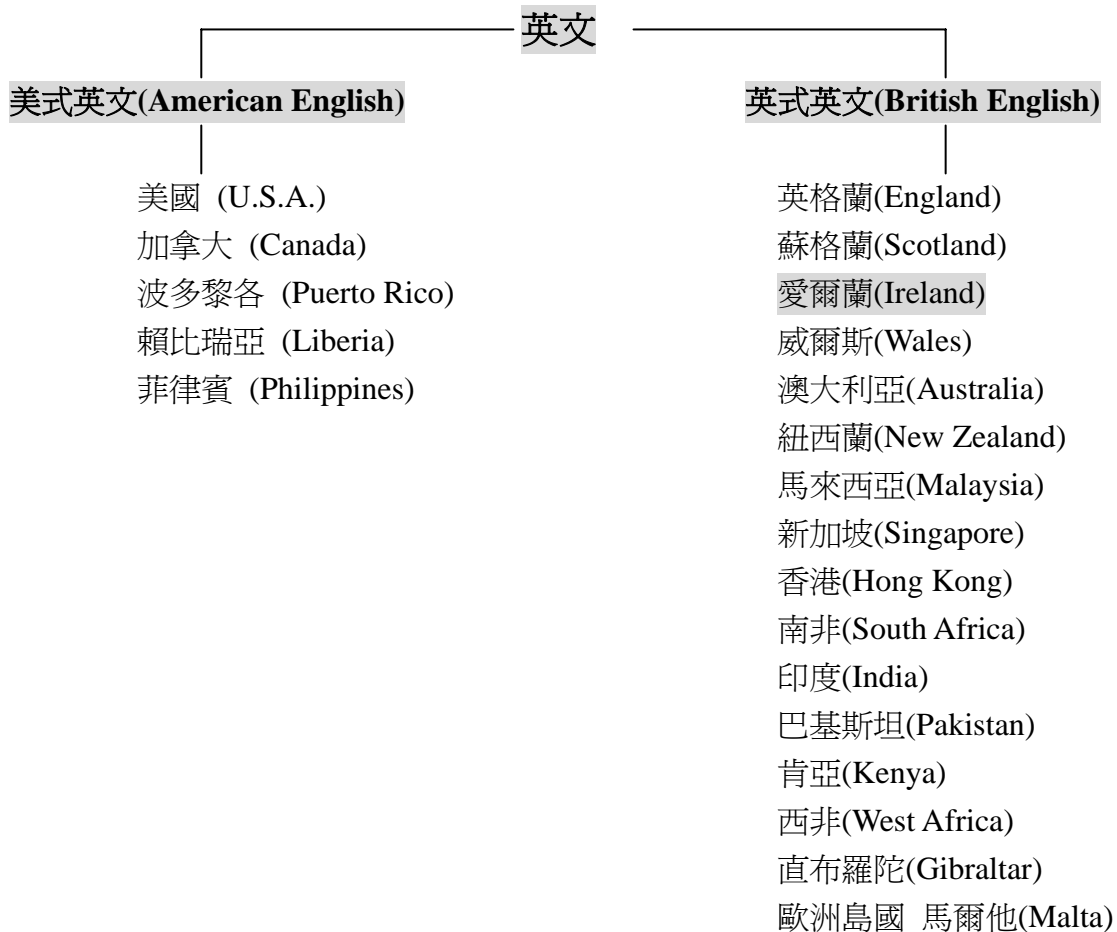 英文
美式英文(American English)
美國 (U.S.A.)
加拿大 (Canada)
波多黎各 (Puerto Rico)
賴比瑞亞 (Liberia)
菲律賓 (Philippines)
英式英文(British English)
英格蘭(England)
蘇格蘭(Scotland)
愛爾蘭(Ireland)
威爾斯(Wales)
澳大利亞(Australia)
紐西蘭(New Zealand)
馬來西亞(Malaysia)
新加坡(Singapore)
香港(Hong Kong)
南非(South Africa)
印度(India)
巴基斯坦(Pakistan)
肯亞(Kenya)
西非(West Africa)
直布羅陀(Gibraltar)
歐洲島國 馬爾他(Malta)